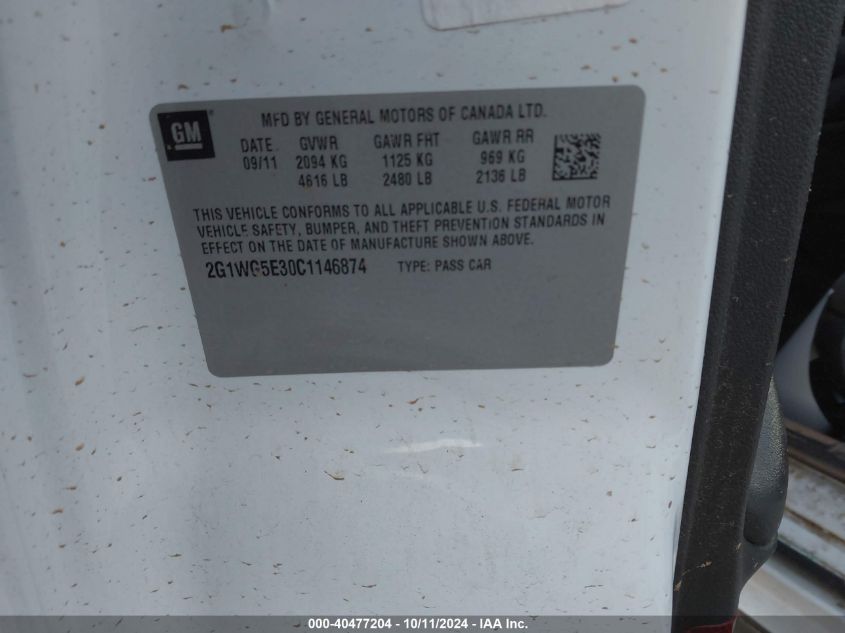 GM
MFD BY GENERAL MOTORS OF CANADA LTD.
DATE GVWR GAWR FRT GAWR RR
09/11 2094 KG 1125 KG 969 KG
4616 LB 2480 LB 2136 LB
THIS VEHICLE CONFORMS TO ALL APPLICABLE U.S. FEDERAL MOTOR
VEHICLE SAFETY, BUMPER, AND THEFT PREVENTION STANDARDS IN
EFFECT ON THE DATE OF MANUFACTURE SHOWN ABOVE.
2G1WG5E30C1146874 TYPE: PASS CAR
000-40477204 - 10/11/2024 - IAA Inc.